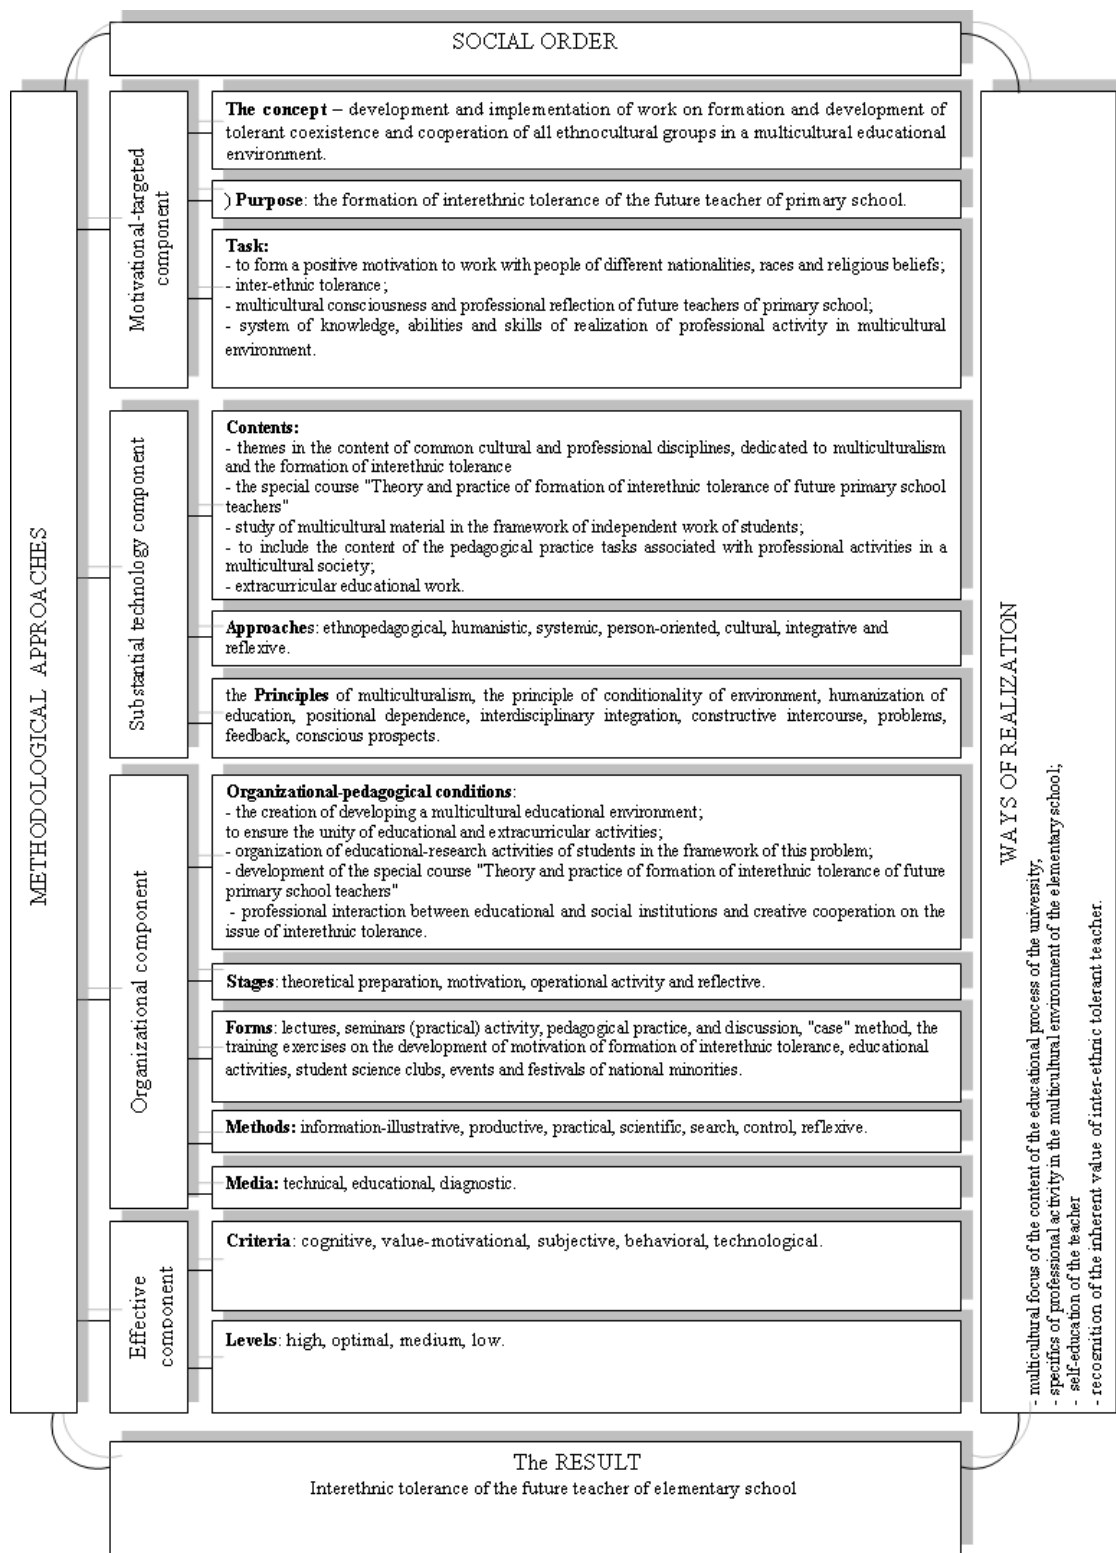 SOCIAL ORDER
METHODOLOGICAL APPROACHES
Motivational-targeted
component
The concept – development and implementation of work on formation and development of
tolerant coexistence and cooperation of all ethnocultural groups in a multicultural educational
environment.
) Purpose: the formation of interethnic tolerance of the future teacher of primary school.
Task:
- to form a positive motivation to work with people of different nationalities, races and religious beliefs;
- inter-ethnic tolerance;
- multicultural consciousness and professional reflection of future teachers of primary school;
- system of knowledge, abilities and skills of realization of professional activity in multicultural
environment.
Substantial technology component
Contents:
- themes in the content of common cultural and professional disciplines, dedicated to multiculturalism
and the formation of interethnic tolerance
- the special course "Theory and practice of formation of interethnic tolerance of future primary school
teachers"
- study of multicultural material in the framework of independent work of students;
- to include the content of the pedagogical practice tasks associated with professional activities in a
multicultural society;
- extracurricular educational work.
Approaches: ethnopedagogical, humanistic, systemic, person-oriented, cultural, integrative and
reflexive.
the Principles of multiculturalism, the principle of conditionality of environment, humanization of
education, positional dependence, interdisciplinary integration, constructive intercourse, problems,
feedback, conscious prospects.
Organizational component
Organizational-pedagogical conditions:
- the creation of developing a multicultural educational environment;
to ensure the unity of educational and extracurricular activities;
- organization of educational-research activities of students in the framework of this problem;
- development of the special course "Theory and practice of formation of interethnic tolerance of future
primary school teachers"
- professional interaction between educational and social institutions and creative cooperation on the
issue of interethnic tolerance.
Stages: theoretical preparation, motivation, operational activity and reflective.
Forms: lectures, seminars (practical) activity, pedagogical practice, and discussion, "case" method, the
training exercises on the development of motivation of formation of interethnic tolerance, educational
activities, student science clubs, events and festivals of national minorities.
Methods: information-illustrative, productive, practical, scientific, search, control, reflexive.
Media: technical, educational, diagnostic.
Effective
component
Criteria: cognitive, value-motivational, subjective, behavioral, technological.
Levels: high, optimal, medium, low.
WAYS OF REALIZATION
- multicultural focus of the content of the educational process of the university;
- specifics of professional activity in the multicultural environment of the elementary school;
- self-education of the teacher
- recognition of the inherent value of inter-ethnic tolerant teacher.
The RESULT
Interethnic tolerance of the future teacher of elementary school